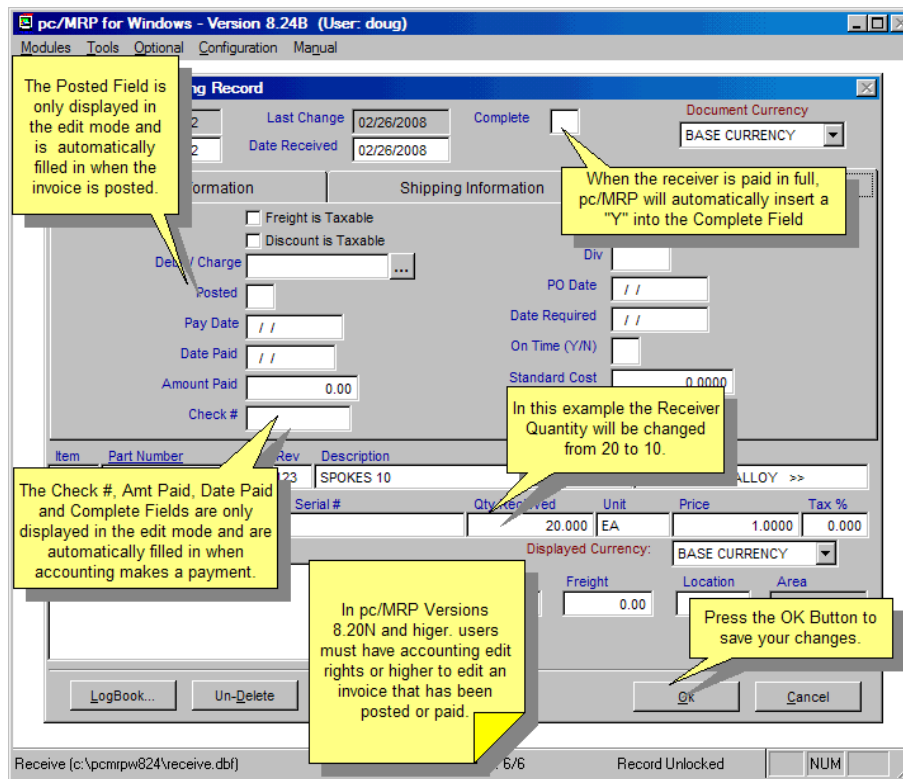 pc/MRP for Windows - Version 8.24B (User: doug)
Modules Tools Optional Configuration Manual
The Posted Field is
only displayed in
the edit mode and
is automatically
filled in when the
invoice is posted.
Record
2 Last Change 02/26/2008 Complete Document Currency
2 Date Received 02/26/2008 BASE CURRENCY
Shipping Information
When the receiver is paid in full,
pc/MRP will automatically insert a
"Y" into the Complete Field
Freight is Taxable
Discount is Taxable
/ Charge ... Div
Posted PO Date / /
Pay Date / / Date Required / /
Date Paid / / On Time (Y/N)
Amount Paid 0.00 Standard Cost 0.0000
Check #
In this example the Receiver
Quantity will be changed
from 20 to 10.
Item Part Number Rev Description
123 SPOKES 10 ALLOY >>
The Check #, Amt Paid, Date Paid
and Complete Fields are only
displayed in the edit mode and are
automatically filled in when
accounting makes a payment.
Serial # Qty Received Unit Price Tax %
20.000 EA 1.0000 0.000
Displayed Currency: BASE CURRENCY
Freight Location Area
0.00
In pc/MRP Versions
8.20N and higer. users
must have accounting edit
rights or higher to edit an
invoice that has been
posted or paid.
Press the OK Button to
save your changes.
LogBook... Un-Delete Ok Cancel
Receive (c:\pcmrpw824\receive.dbf) : 6/6 Record Unlocked NUM